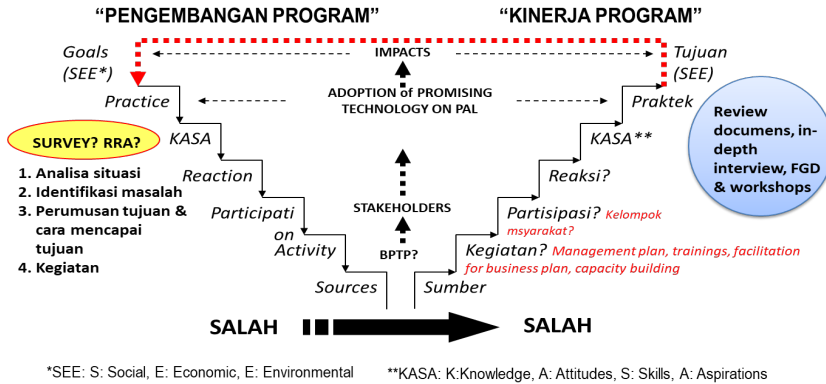 “PENGEMBANGAN PROGRAM”
“KINERJA PROGRAM”
Goals
(SEE*)
IMPACTS
Tujuan
(SEE)
Practice
ADOPTION of PROMISING
TECHNOLOGY ON PAL
Praktek
KASA
KASA**
Reaction
Reaksi?
Participati
on
STAKEHOLDERS
Partisipasi? Kelompok
msyarakat?
Activity
BPTP?
Kegiatan? Management plan, trainings, facilitation
for business plan, capacity building
Sources
Sumber
SURVEY? RRA?
1. Analisa situasi
2. Identifikasi masalah
3. Perumusan tujuan &
cara mencapai
tujuan
4. Kegiatan
Review
documens, in-
depth
interview, FGD
& workshops
SALAH
SALAH
*SEE: S: Social, E: Economic, E: Environmental
**KASA: K:Knowledge, A: Attitudes, S: Skills, A: Aspirations